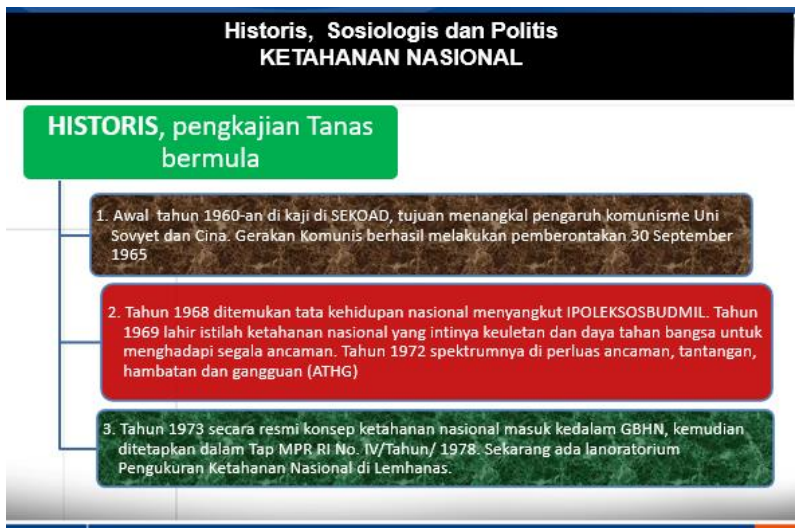 Historis, Sosiologis dan Politis
KETAHANAN NASIONAL
HISTORIS, pengkajian Tanas
bermula
1. Awal tahun 1960-an di kaji di SEKOAD, tujuan menangkal pengaruh komunisme Uni
Sovyet dan Cina. Gerakan Komunis berhasil melakukan pemberontakan 30 September
1965
2. Tahun 1968 ditemukan tata kehidupan nasional menyangkut IPOLEKSOSBUDMIL. Tahun
1969 lahir istilah ketahanan nasional yang intinya keuletan dan daya tahan bangsa untuk
menghadapi segala ancaman. Tahun 1972 spektrumnya di perluas ancaman, tantangan,
hambatan dan gangguan (ATHG)
3. Tahun 1973 secara resmi konsep ketahanan nasional masuk kedalam GBHN, kemudian
ditetapkan dalam Tap MPR RI No. IV/Tahun/ 1978. Sekarang ada lanoratorium
Pengukuran Ketahanan Nasional di Lemhanas.